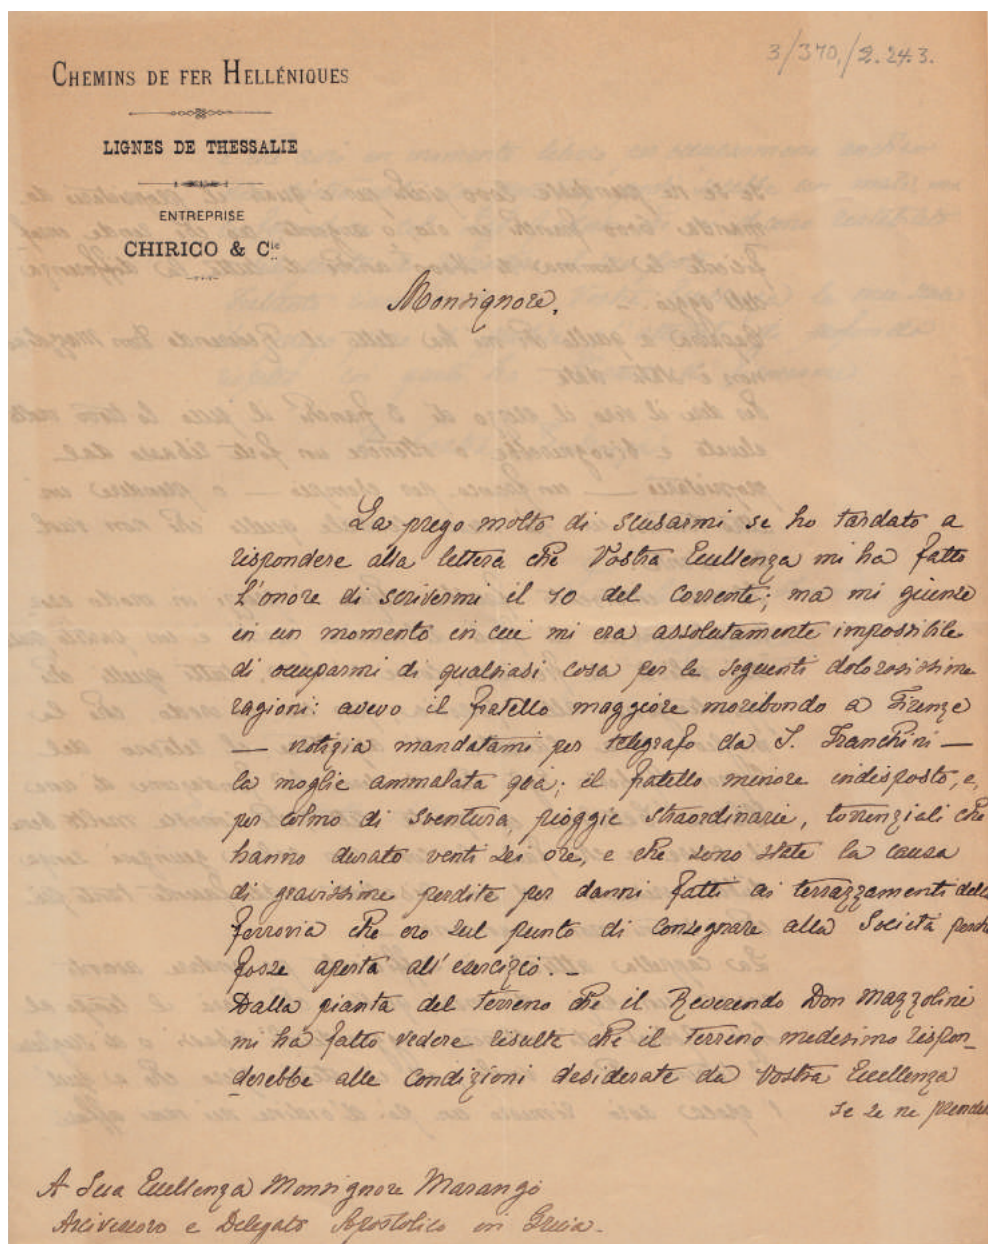 3/370,/2.243.
CHEMINS DE FER HELLÉNIQUES
LIGNES DE THESSALIE
ENTREPRISE
CHIRICO & Cie
Monsignore.
La prego molto di scusarmi se ho tardato a
rispondere alla lettera che Vostra Eccellenza mi ha fatto
l'onore di scrivermi il 10 del corrente; ma mi giunse
in un momento in cui mi era assolutamente impossibile
di occuparmi di qualsiasi cosa per le seguenti dolorosissime
ragioni: avevo il fratello maggiore moribondo a Firenze
— notizia mandatami per telegrafo da S. Franchini —
la moglie ammalata quà; il fratello minore indisposto, e,
per colmo di sventura, pioggie straordinarie, torrenziali che
hanno durato venti sei ore, e che sono state la causa
di gravissime perdite per danni fatti ai terrazzamenti della
ferrovia che ero sul punto di consegnare alla Società perchè
fosse aperta all'esercizio. –
Dalla pianta del terreno che il Reverendo Don Mazzolini
mi ha fatto vedere risulta che il terreno medesimo rispon_
derebbe alle condizioni desiderate da Vostra Eccellenza
se se ne
A Sua Eccellenza Monsignore Marangò
Arcivescovo e Delegato Apostolico in Grecia.